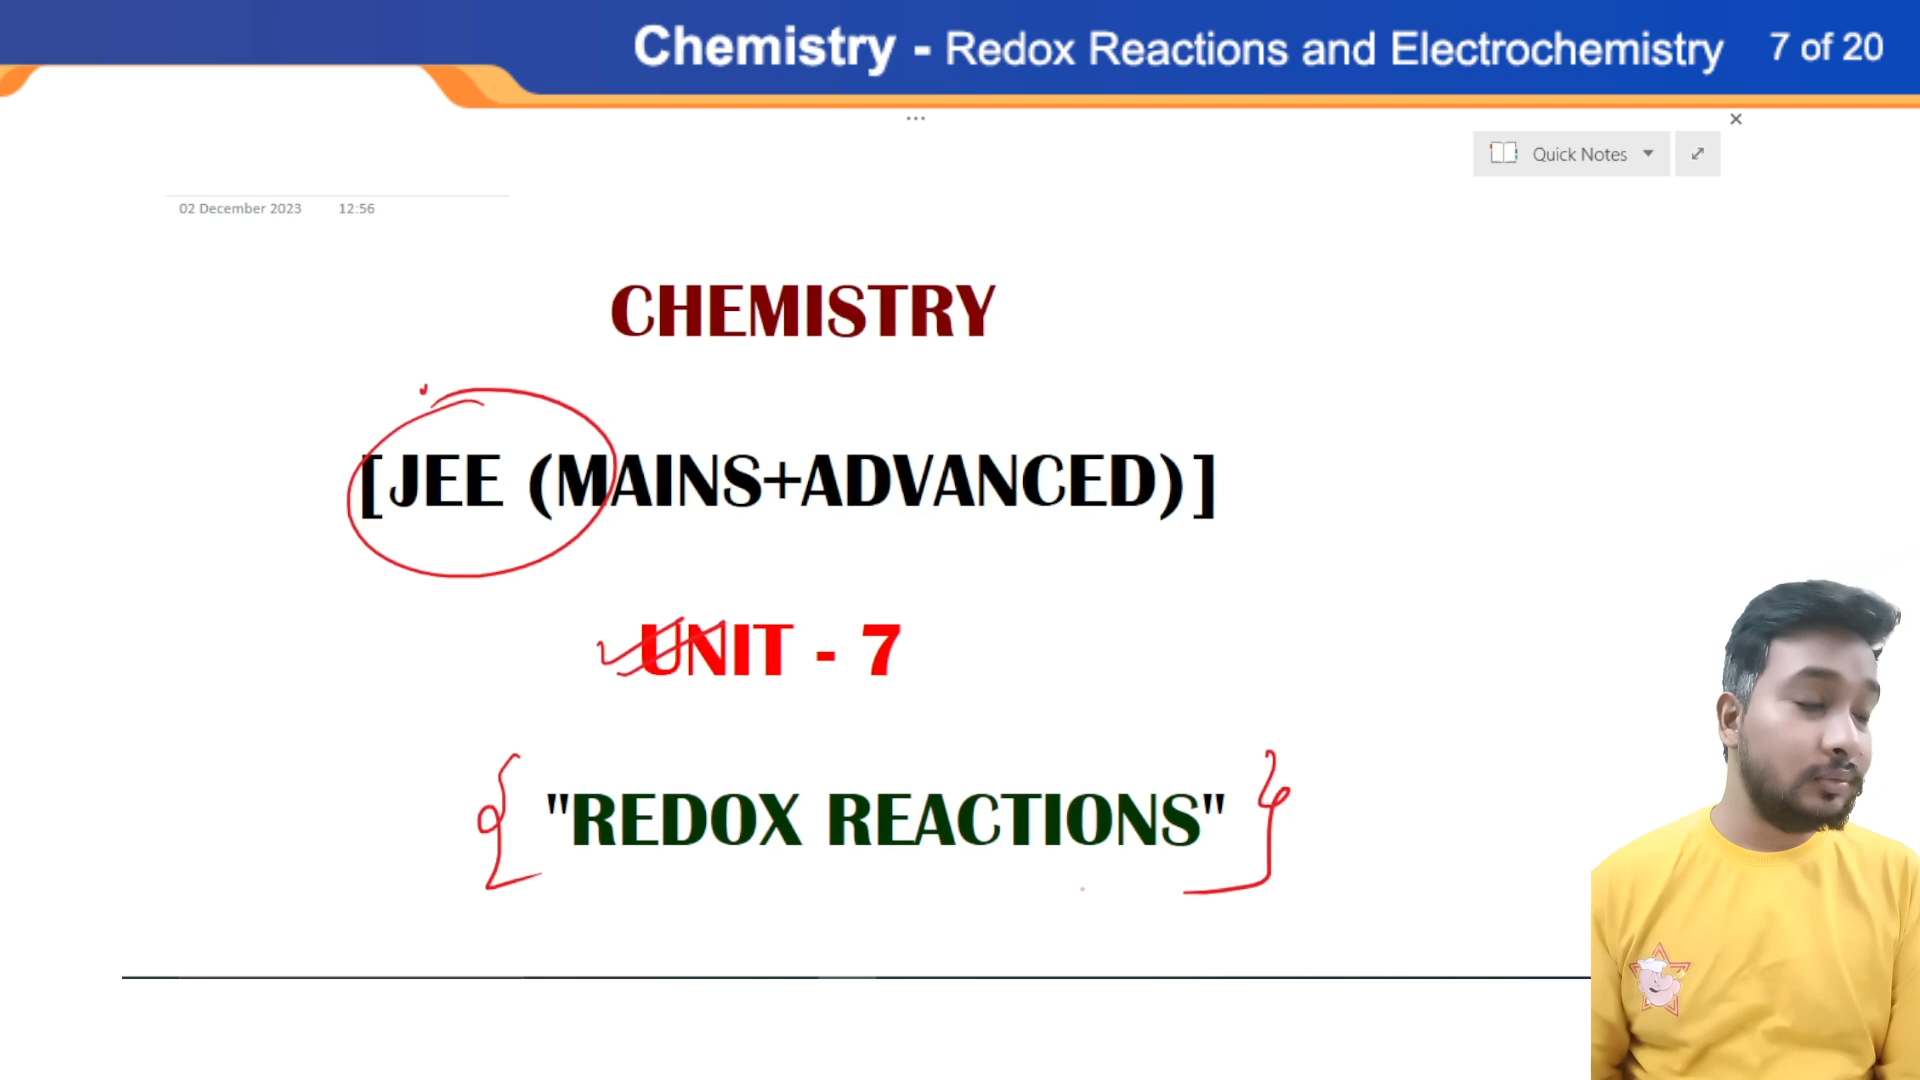 Chemistry - Redox Reactions and Electrochemistry 7 of 20
Quick Notes
02 December 2023 12:56
CHEMISTRY
[JEE (MAINS+ADVANCED)]
UNIT - 7
"REDOX REACTIONS"